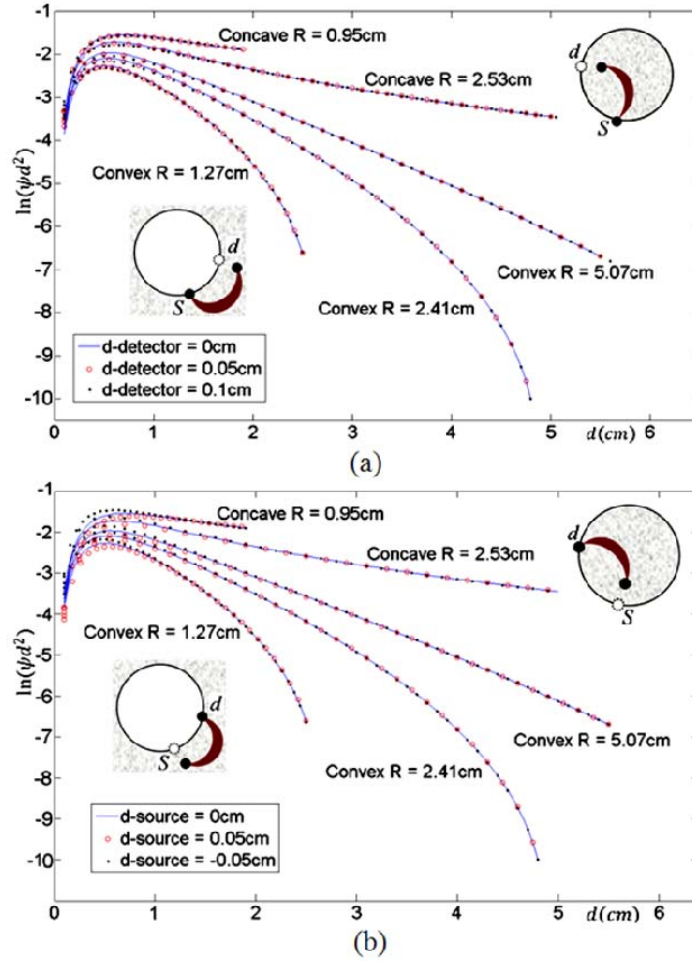 -1
-2
-3
-4
-5
-6
-7
-8
-9
-10
ln(ψd²)
Concave R = 0.95cm
Concave R = 2.53cm
Convex R = 1.27cm
Convex R = 5.07cm
Convex R = 2.41cm
d
S
d
S
d-detector = 0cm
d-detector = 0.05cm
d-detector = 0.1cm
0 1 2 3 4 5 6
d(cm)
(a)
-1
-2
-3
-4
-5
-6
-7
-8
-9
-10
ln(ψd²)
Concave R = 0.95cm
Concave R = 2.53cm
Convex R = 1.27cm
Convex R = 5.07cm
Convex R = 2.41cm
d
S
d
S
d-source = 0cm
d-source = 0.05cm
d-source = -0.05cm
0 1 2 3 4 5 6
d(cm)
(b)